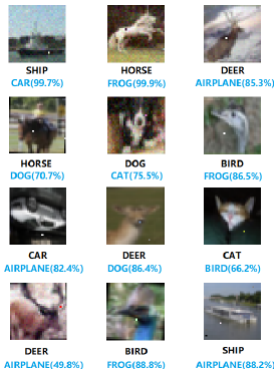 SHIP HORSE DEER
CAR(99.7%) FROG(99.9%) AIRPLANE(85.3%)
HORSE DOG BIRD
DOG(70.7%) CAT(75.5%) FROG(86.5%)
CAR DEER CAT
AIRPLANE(82.4%) DOG(86.4%) BIRD(66.2%)
DEER BIRD SHIP
AIRPLANE(49.8%) FROG(88.8%) AIRPLANE(88.2%)